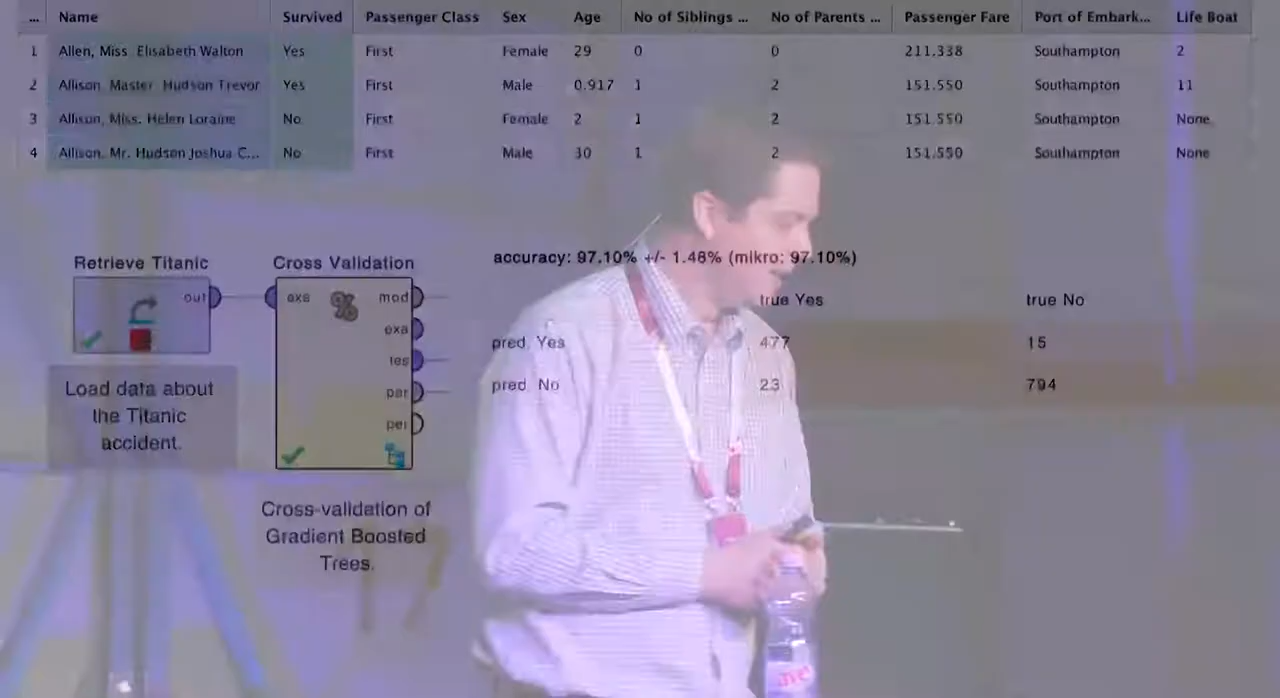 ... Name Survived Passenger Class Sex Age No of Siblings ... No of Parents ... Passenger Fare Port of Embark... Life Boat
1 Allen, Miss. Elisabeth Walton Yes First Female 29 0 0 211.338 Southampton 2
2 Allison, Master. Hudson Trevor Yes First Male 0.917 1 2 151.550 Southampton 11
3 Allison, Miss. Helen Loraine No First Female 2 1 2 151.550 Southampton None
4 Allison, Mr. Hudson Joshua C... No First Male 30 1 2 151.550 Southampton None
Retrieve Titanic
out
Load data about
the Titanic
accident.
Cross Validation
exa mod
exa
tes
per
per
Cross-validation of
Gradient Boosted
Trees.
accuracy: 97.10% +/- 1.48% (mikro: 97.10%)
true Yes true No
pred. Yes 477 15
pred. No 23 794